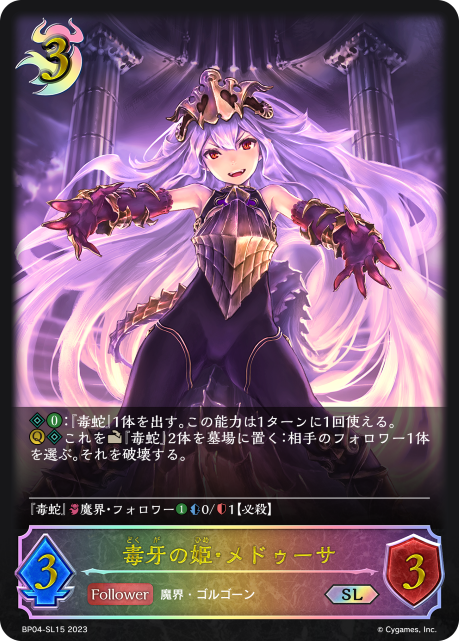 3
0:『毒蛇』1体を出す。この能力は1ターンに1回使える。
Q これを 『毒蛇』2体を墓場に置く:相手のフォロワー1体
を選ぶ。それを破壊する。
『毒蛇』 魔界・フォロワー 1 0/ 1【必殺】
どくが ひめ
毒牙の姫・メドゥーサ
3
Follower 魔界・ゴルゴーン
SL
3
BP04-SL15 2023
© Cygames, Inc.